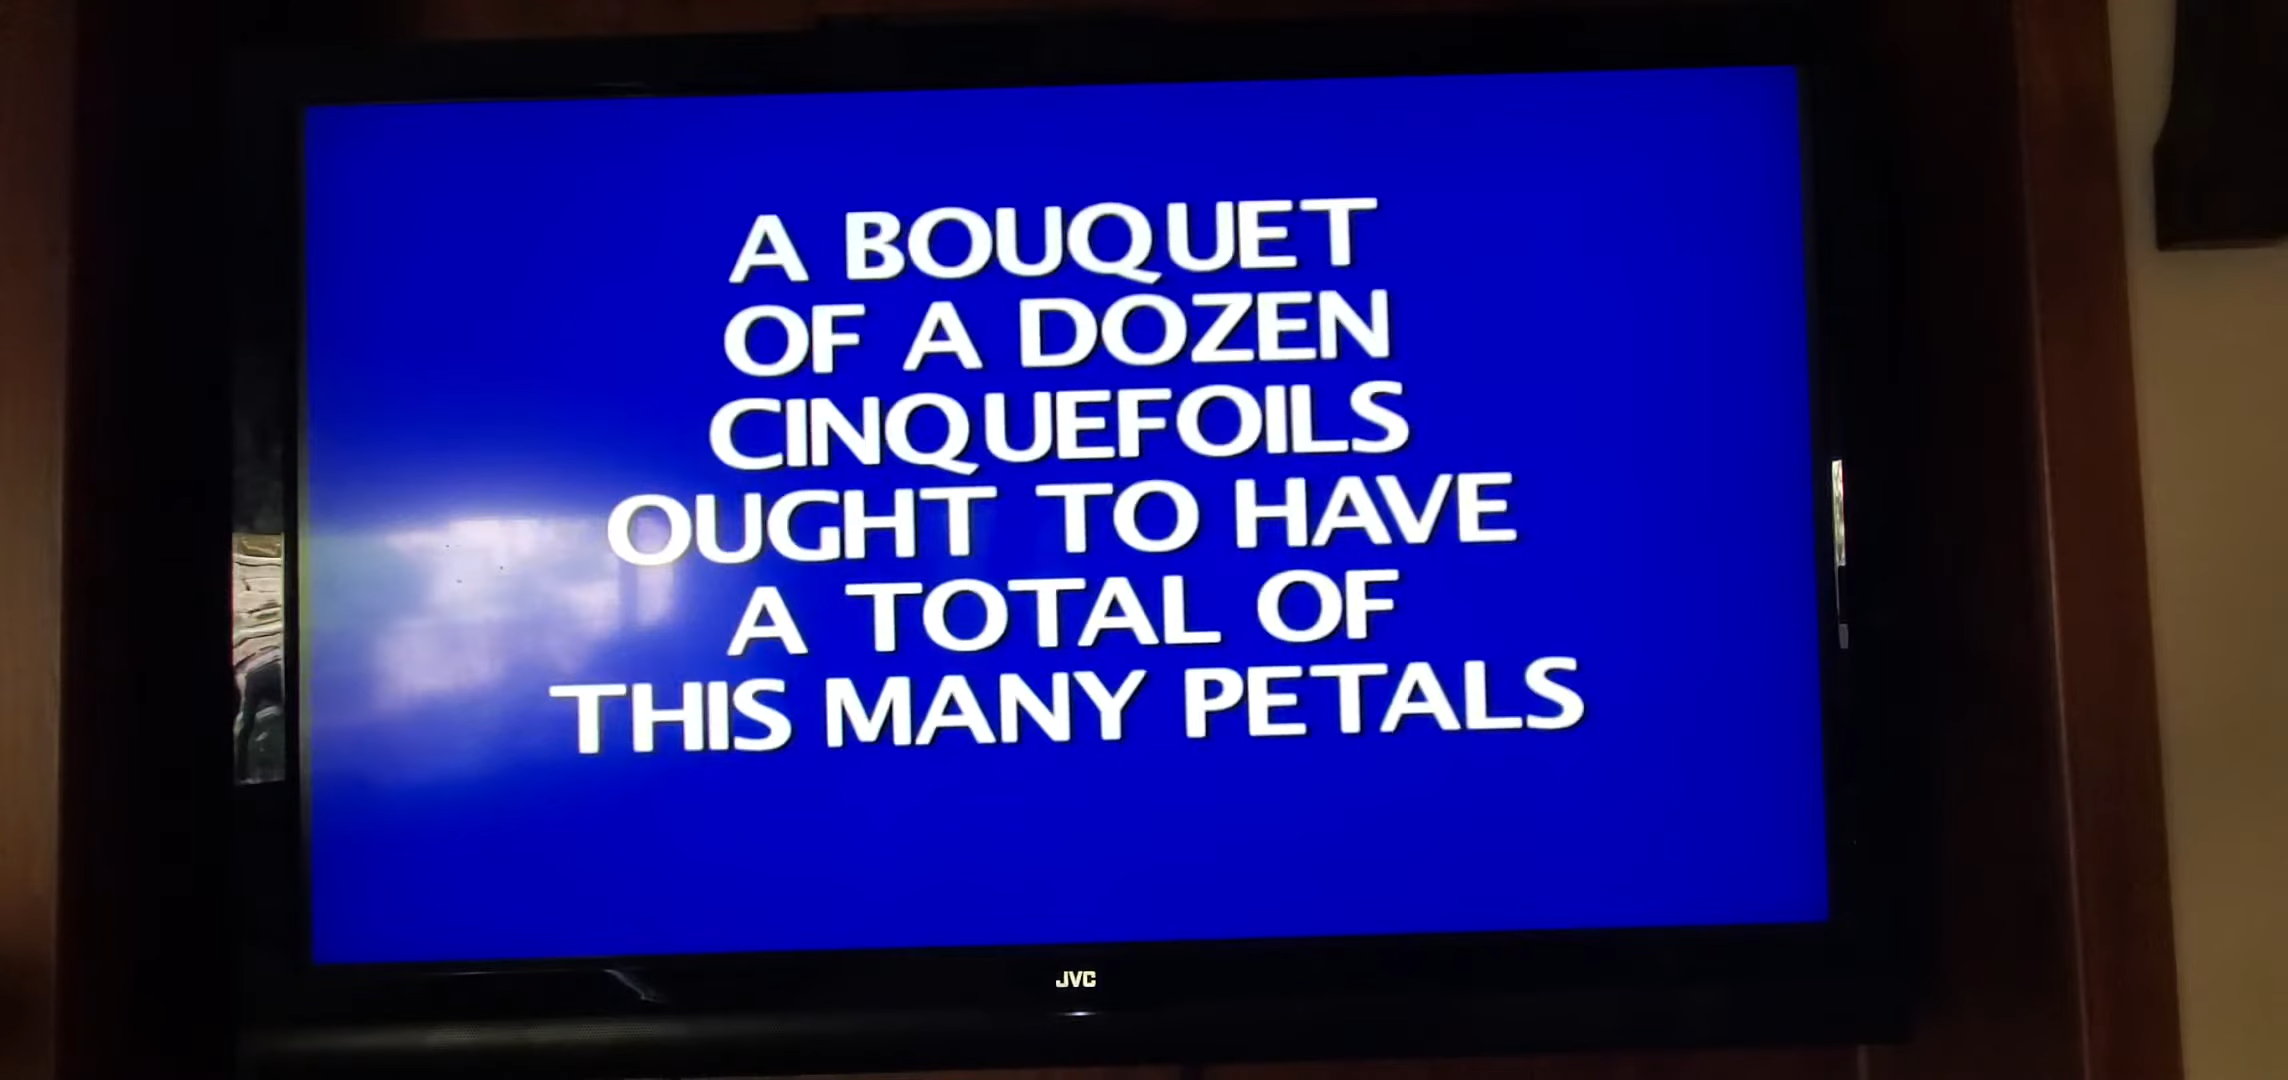 A BOUQUET
OF A DOZEN
CINQUEFOILS
OUGHT TO HAVE
A TOTAL OF
THIS MANY PETALS
JVC